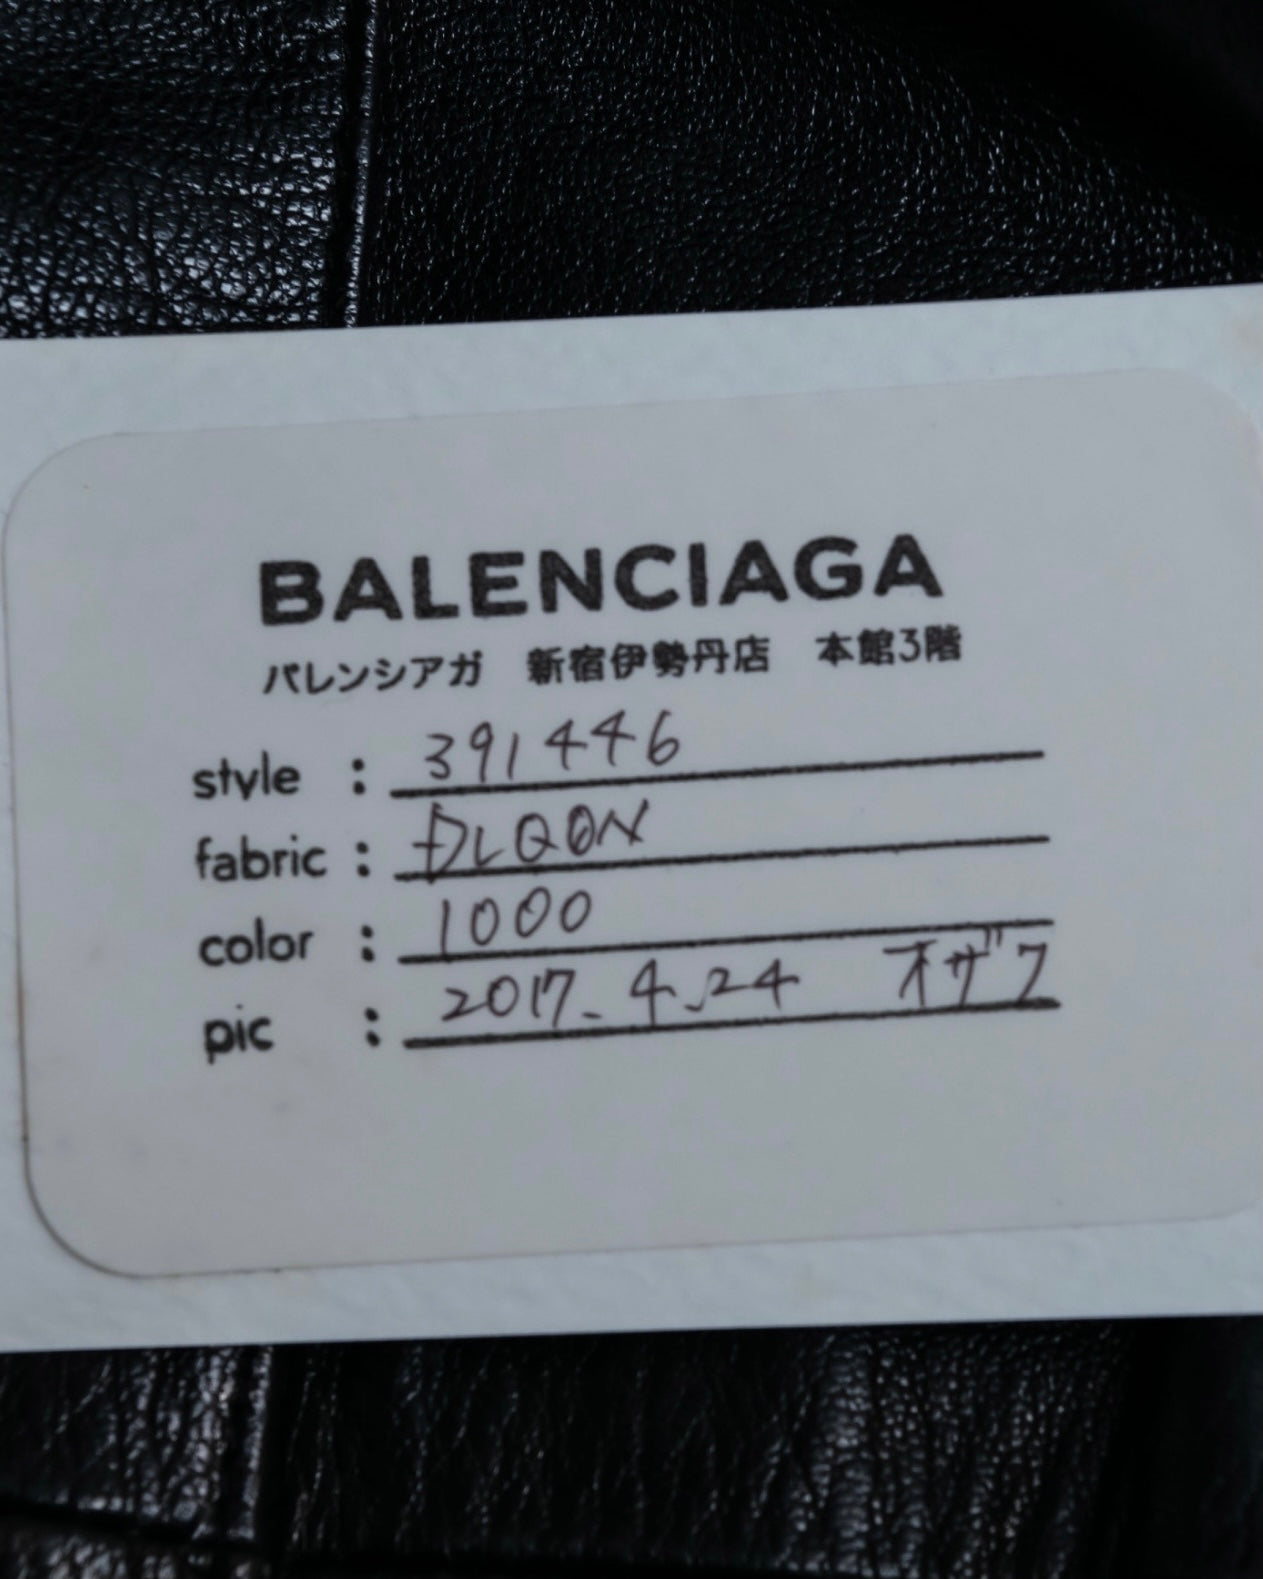 BALENCIAGA
バレンシアガ 新宿伊勢丹店 本館3階
style : 391446
fabric : DLQ0N
color : 1000
pic : 2017.4.24 オザワ